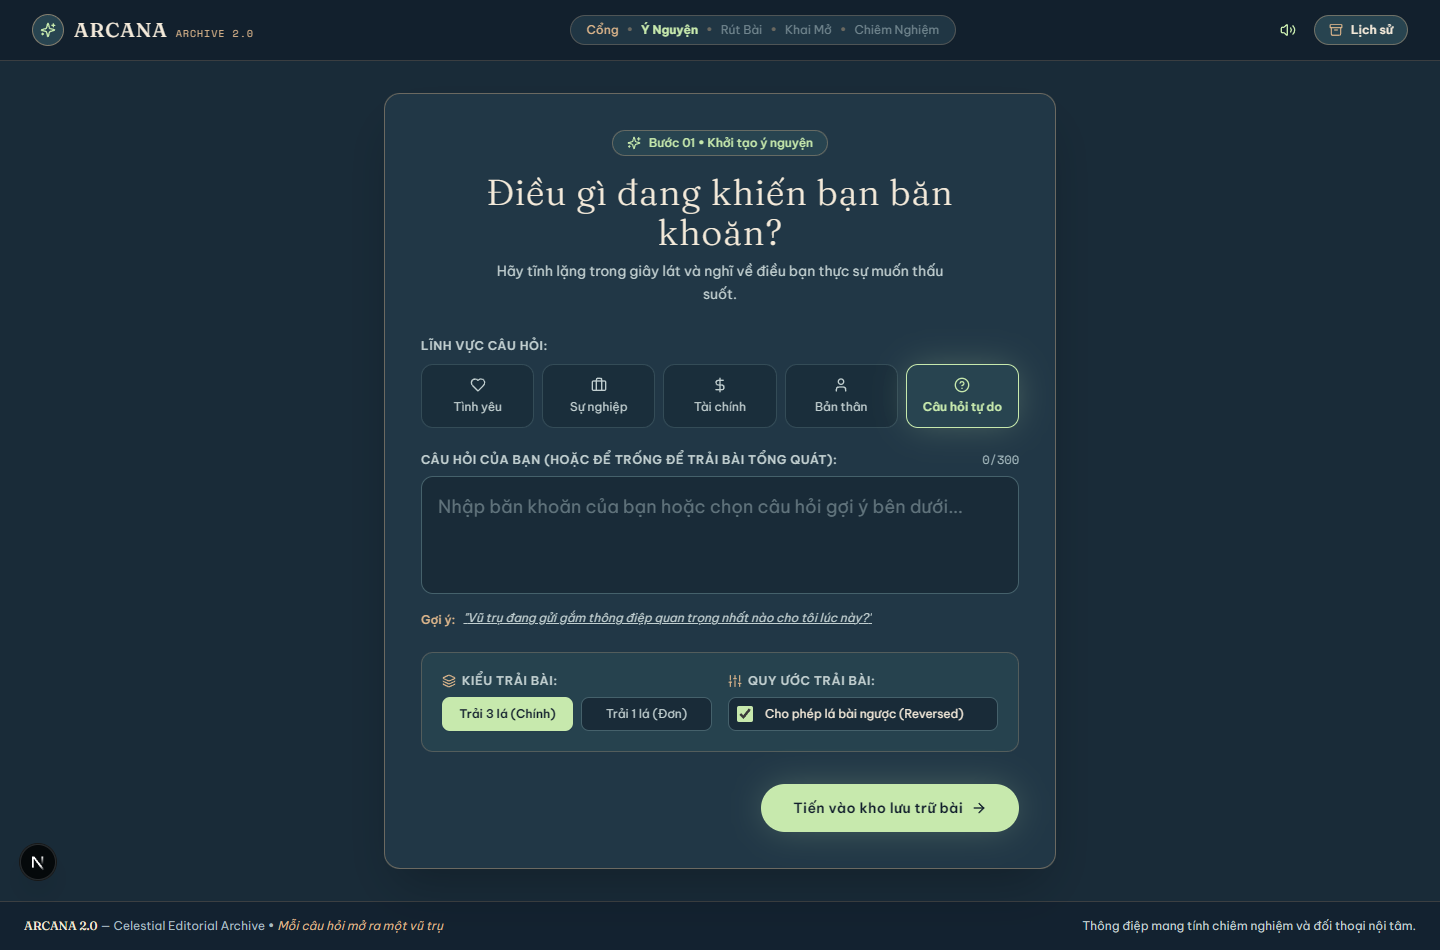 ARCANA ARCHIVE 2.0
Cổng • Ý Nguyện • Rút Bài • Khai Mở • Chiêm Nghiệm
Lịch sử
Bước 01 • Khởi tạo ý nguyện
Điều gì đang khiến bạn băn
khoăn?
Hãy tĩnh lặng trong giây lát và nghĩ về điều bạn thực sự muốn thấu
suốt.
LĨNH VỰC CÂU HỎI:
Tình yêu
Sự nghiệp
Tài chính
Bản thân
Câu hỏi tự do
CÂU HỎI CỦA BẠN (HOẶC ĐỂ TRỐNG ĐỂ TRẢI BÀI TỔNG QUÁT):
0/300
Nhập băn khoăn của bạn hoặc chọn câu hỏi gợi ý bên dưới...
Gợi ý: "Vũ trụ đang gửi gắm thông điệp quan trọng nhất nào cho tôi lúc này?"
KIỂU TRẢI BÀI:
Trải 3 lá (Chính)
Trải 1 lá (Đơn)
QUY ƯỚC TRẢI BÀI:
Cho phép lá bài ngược (Reversed)
Tiến vào kho lưu trữ bài
N
ARCANA 2.0 — Celestial Editorial Archive • Mỗi câu hỏi mở ra một vũ trụ
Thông điệp mang tính chiêm nghiệm và đối thoại nội tâm.